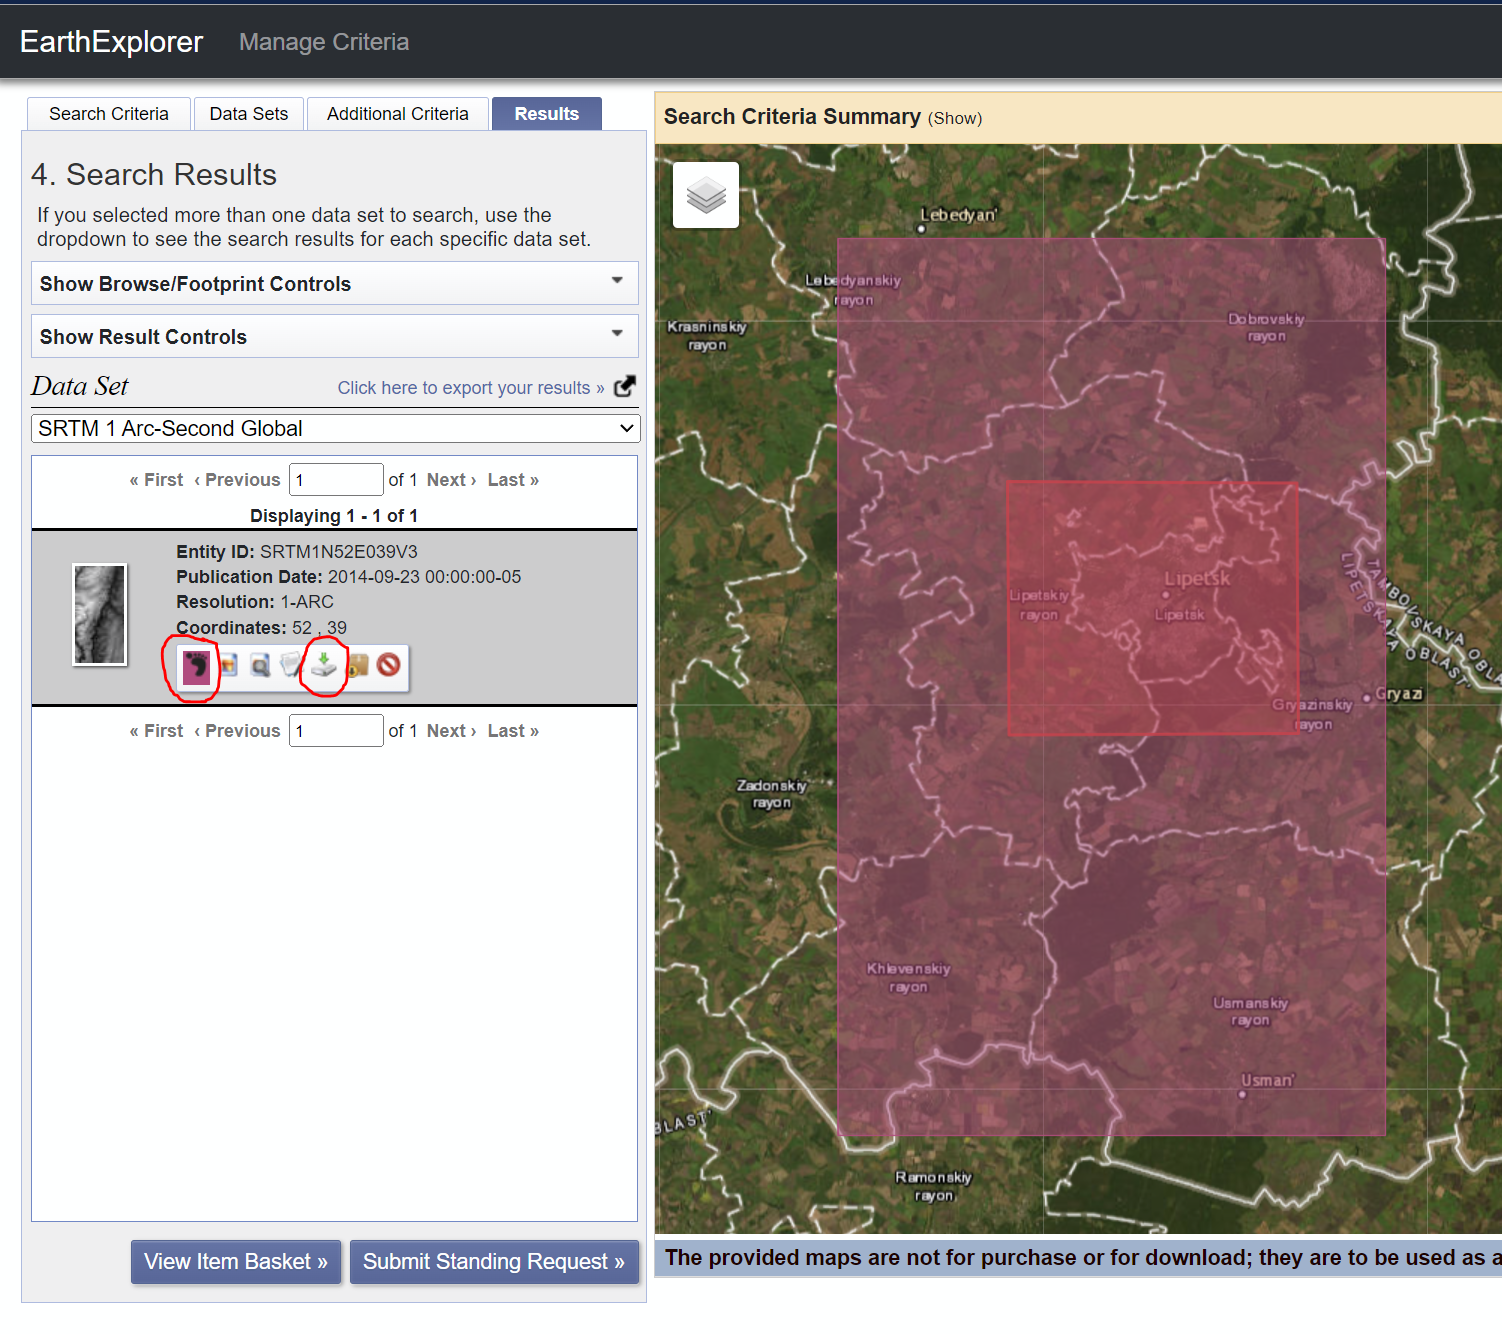 EarthExplorer Manage Criteria
Search Criteria Data Sets Additional Criteria Results
4. Search Results
If you selected more than one data set to search, use the
dropdown to see the search results for each specific data set.
Show Browse/Footprint Controls
Show Result Controls
Data Set Click here to export your results »
SRTM 1 Arc-Second Global
« First ‹ Previous 1 of 1 Next › Last »
Displaying 1 - 1 of 1
Entity ID: SRTM1N52E039V3
Publication Date: 2014-09-23 00:00:00-05
Resolution: 1-ARC
Coordinates: 52 , 39
« First ‹ Previous 1 of 1 Next › Last »
View Item Basket » Submit Standing Request »
Search Criteria Summary (Show)
Lebedyan'
Lebedyanskiy
rayon
Krasninskiy
rayon
Dobrovskiy
rayon
Lipetsk
Lipetskiy
rayon
Lipetsk
TAMBOVSKAYA OBLAST'
LIPETSKAYA OBLAST'
Gryazi
Gryazinskiy
rayon
Zadonskiy
rayon
Khlevenskiy
rayon
Usmanskiy
rayon
Usman'
BLAST'
Ramonskiy
rayon
The provided maps are not for purchase or for download; they are to be used as a